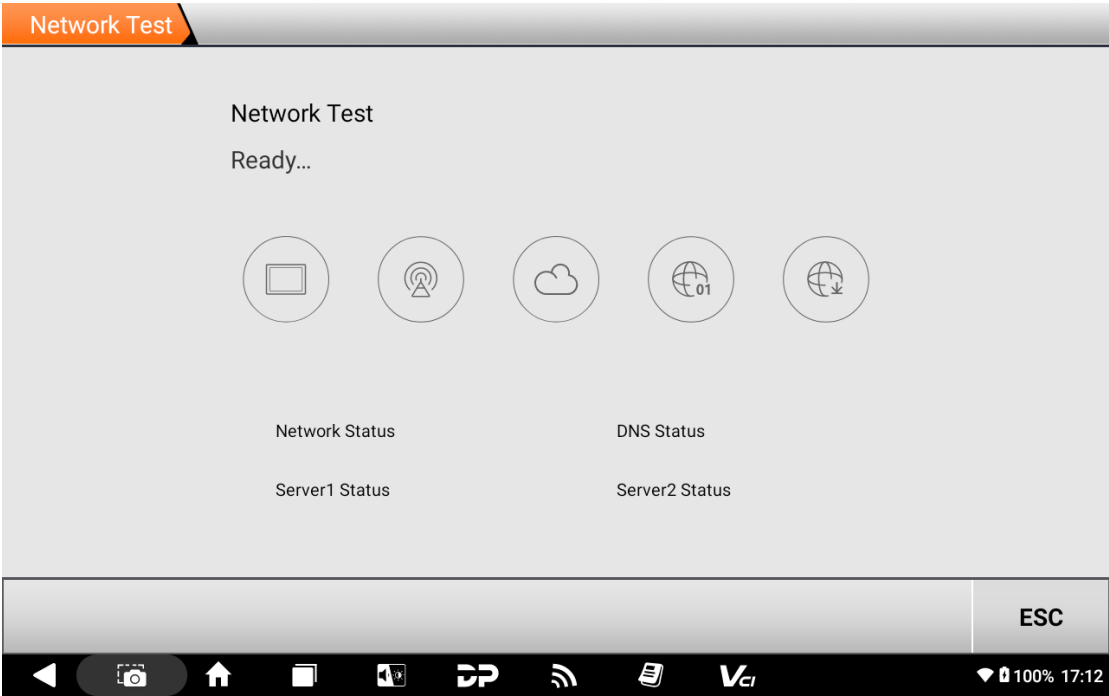 Network Test
Network Test
Ready...
01
Network Status
DNS Status
Server1 Status
Server2 Status
ESC
DP
VCI
100% 17:12